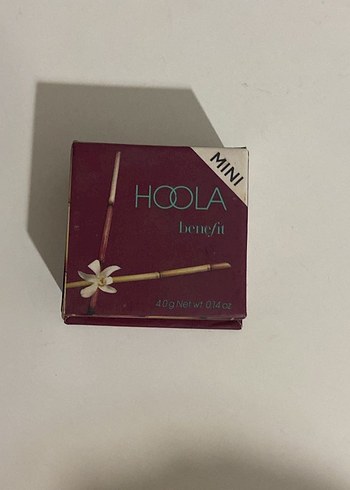 MINI
HOOLA
benefit
4.0 g Net wt. 0.14 oz